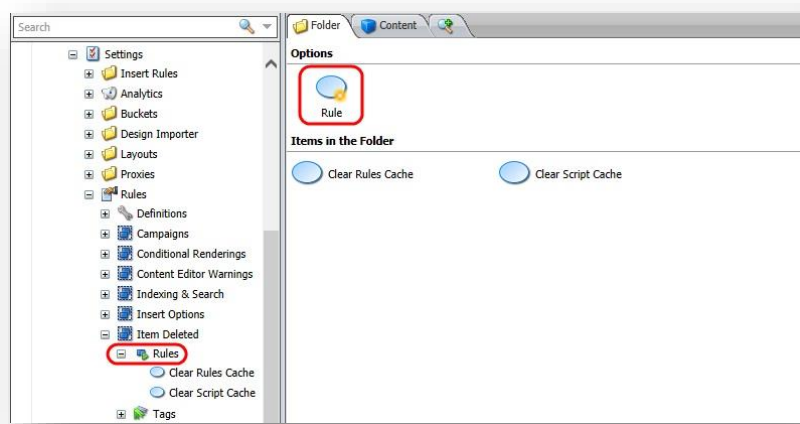 Search
Settings
Insert Rules
Analytics
Buckets
Design Importer
Layouts
Proxies
Rules
Definitions
Campaigns
Conditional Renderings
Content Editor Warnings
Indexing & Search
Insert Options
Item Deleted
Rules
Clear Rules Cache
Clear Script Cache
Tags
Folder Content
Options
Rule
Items in the Folder
Clear Rules Cache Clear Script Cache